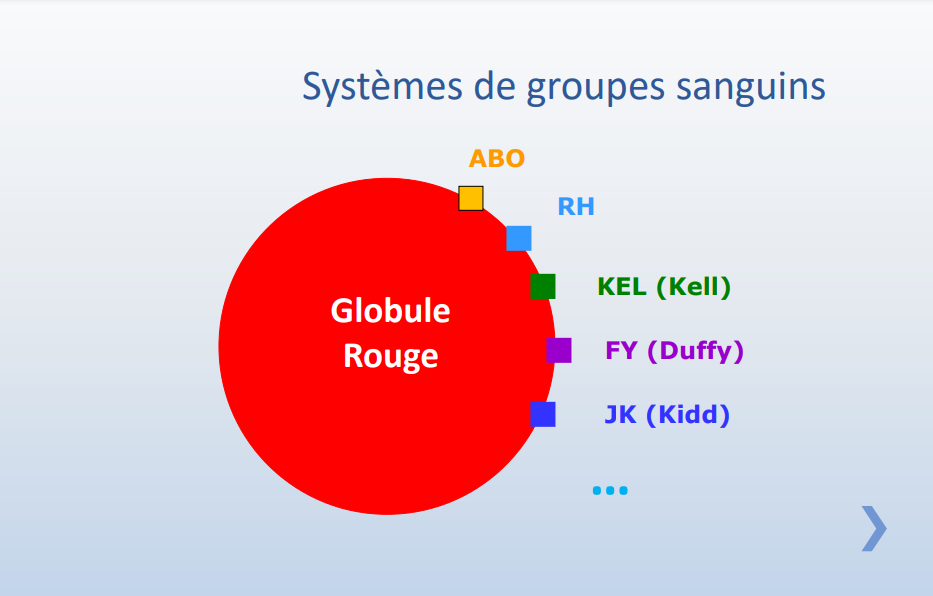 Systèmes de groupes sanguins
ABO
RH
KEL (Kell)
Globule
Rouge
FY (Duffy)
JK (Kidd)
...